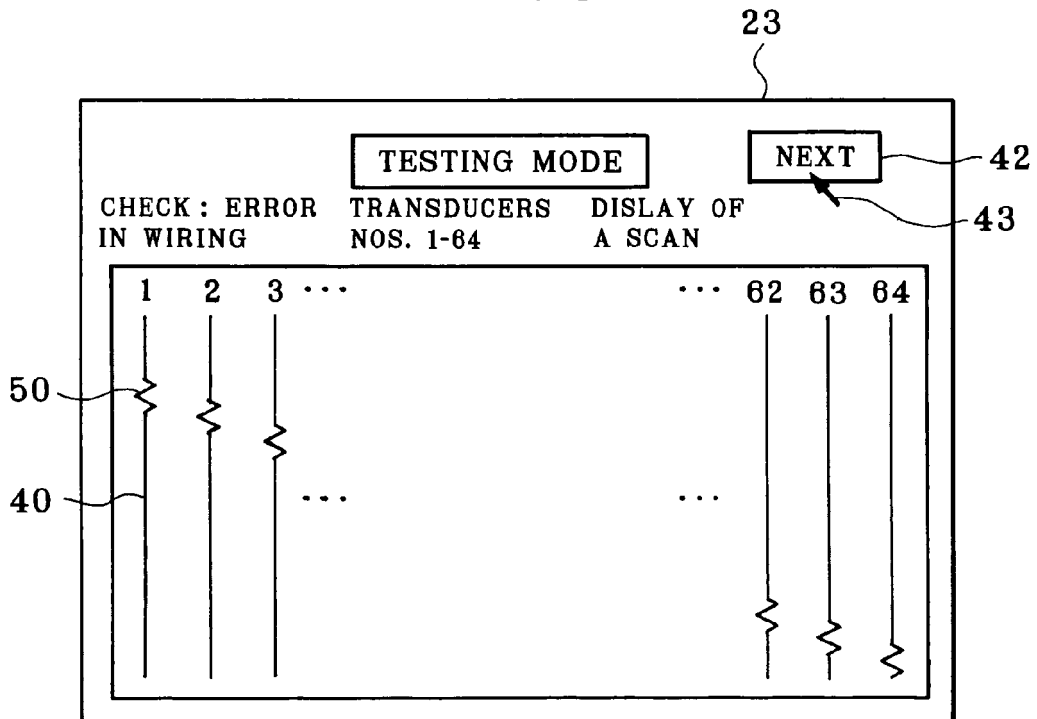 23
TESTING MODE
NEXT
42
43
CHECK : ERROR IN WIRING
TRANSDUCERS NOS. 1-64
DISLAY OF A SCAN
1 2 3 ... ... 62 63 64
50
40
... ...